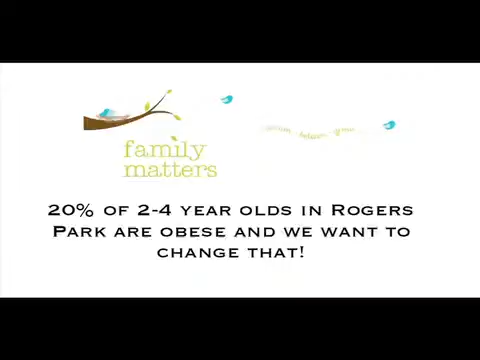 family
matters
20% OF 2-4 YEAR OLDS IN ROGERS
PARK ARE OBESE AND WE WANT TO
CHANGE THAT!